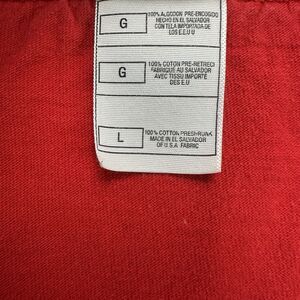 G
100% ALGODON PRE-ENCOGIDO
HECHO EN EL SALVADOR
CON TELA IMPORTADA DE
LOS E.E.U.U
G
100% COTTON PRE-RETRECI
FABRIQUE AU SALVADOR
AVEC TISSU IMPORTE
DES E.U
L
100% COTTON PRESHRUNK
MADE IN EL SALVADOR
OF U.S.A FABRIC